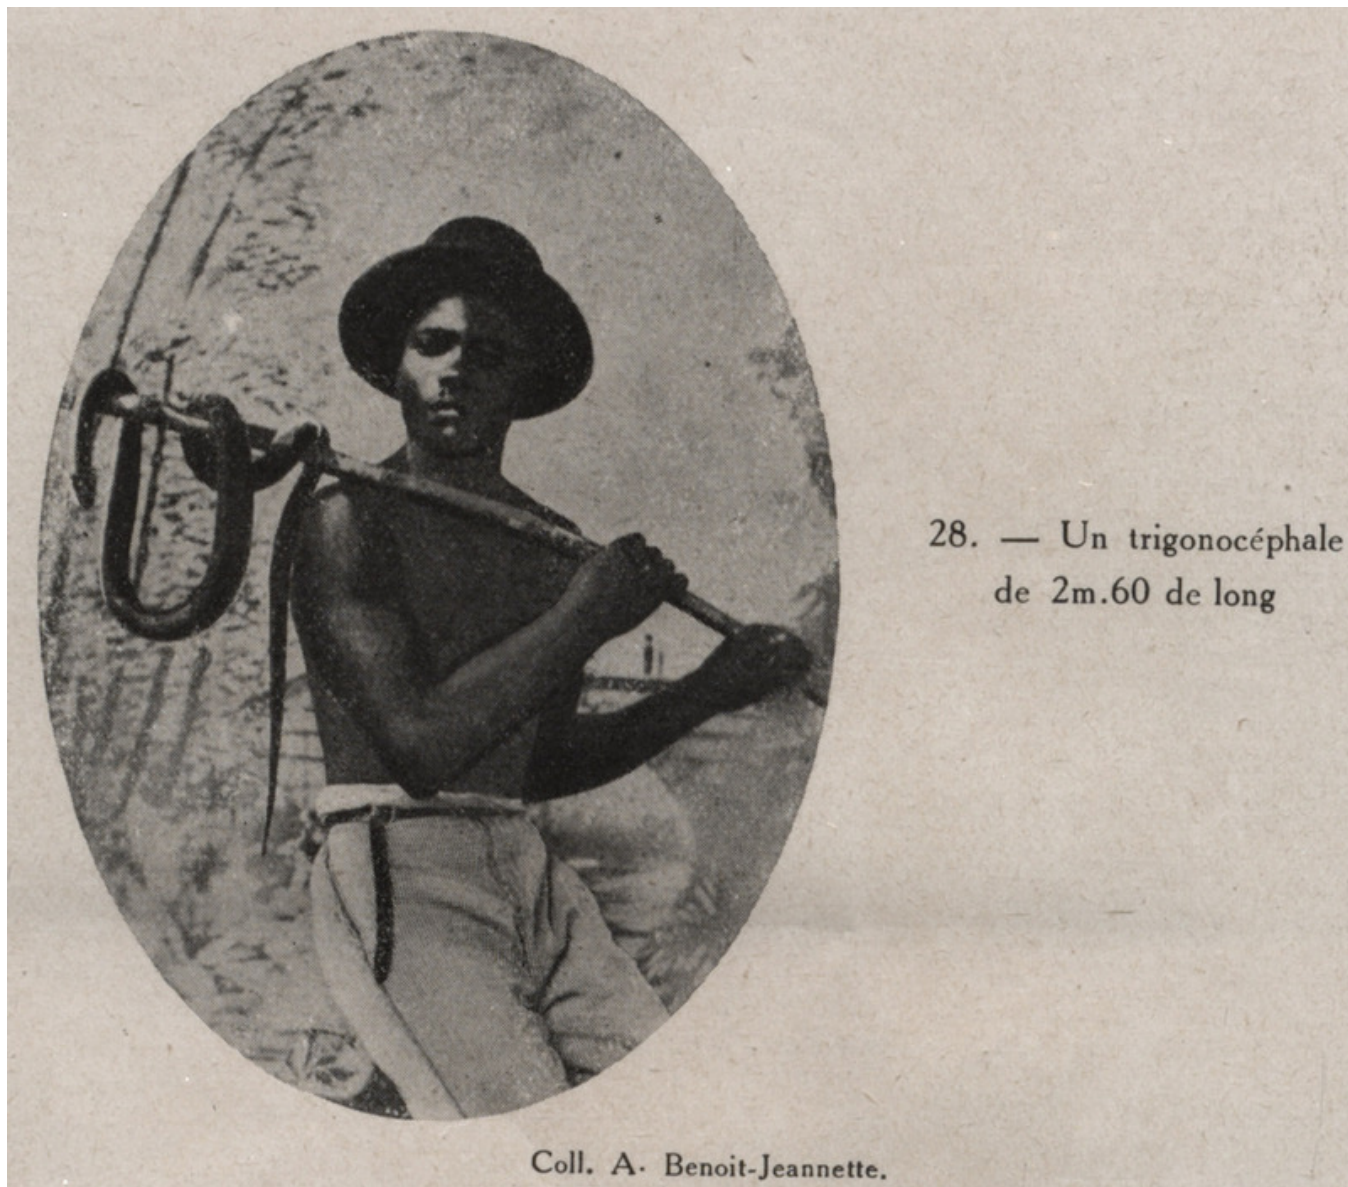 28. — Un trigonocéphale
de 2m.60 de long
Coll. A. Benoit-Jeannette.